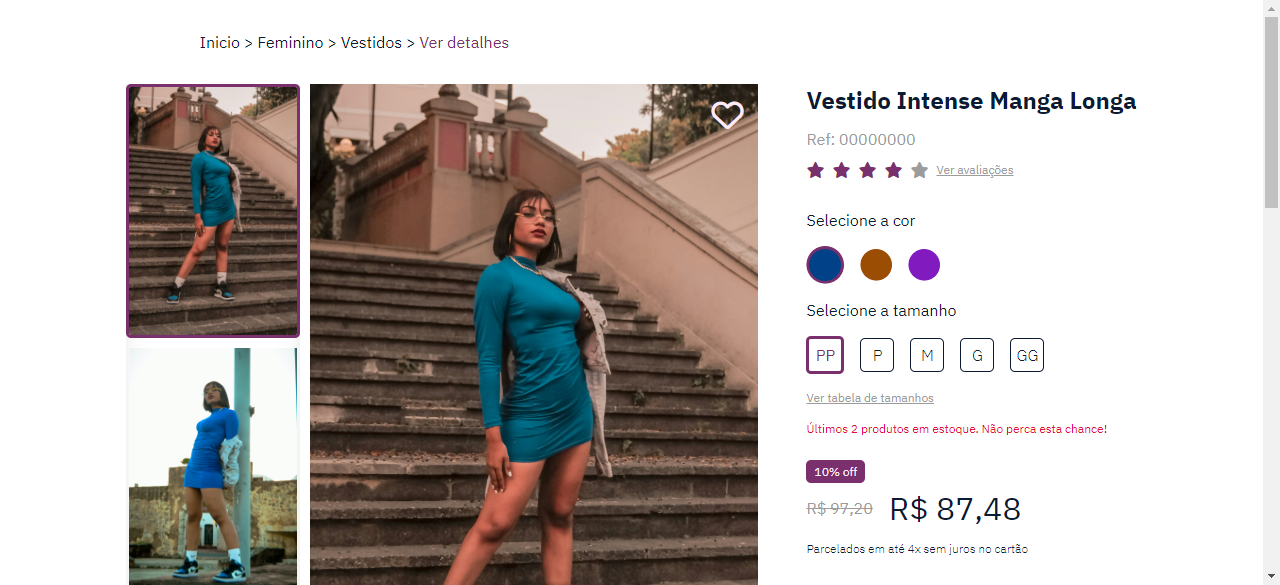 Inicio > Feminino > Vestidos > Ver detalhes
Vestido Intense Manga Longa
Ref: 00000000
Ver avaliações
Selecione a cor
Selecione a tamanho
PP P M G GG
Ver tabela de tamanhos
Últimos 2 produtos em estoque. Não perca esta chance!
10% off
R$ 97,20 R$ 87,48
Parcelados em até 4x sem juros no cartão